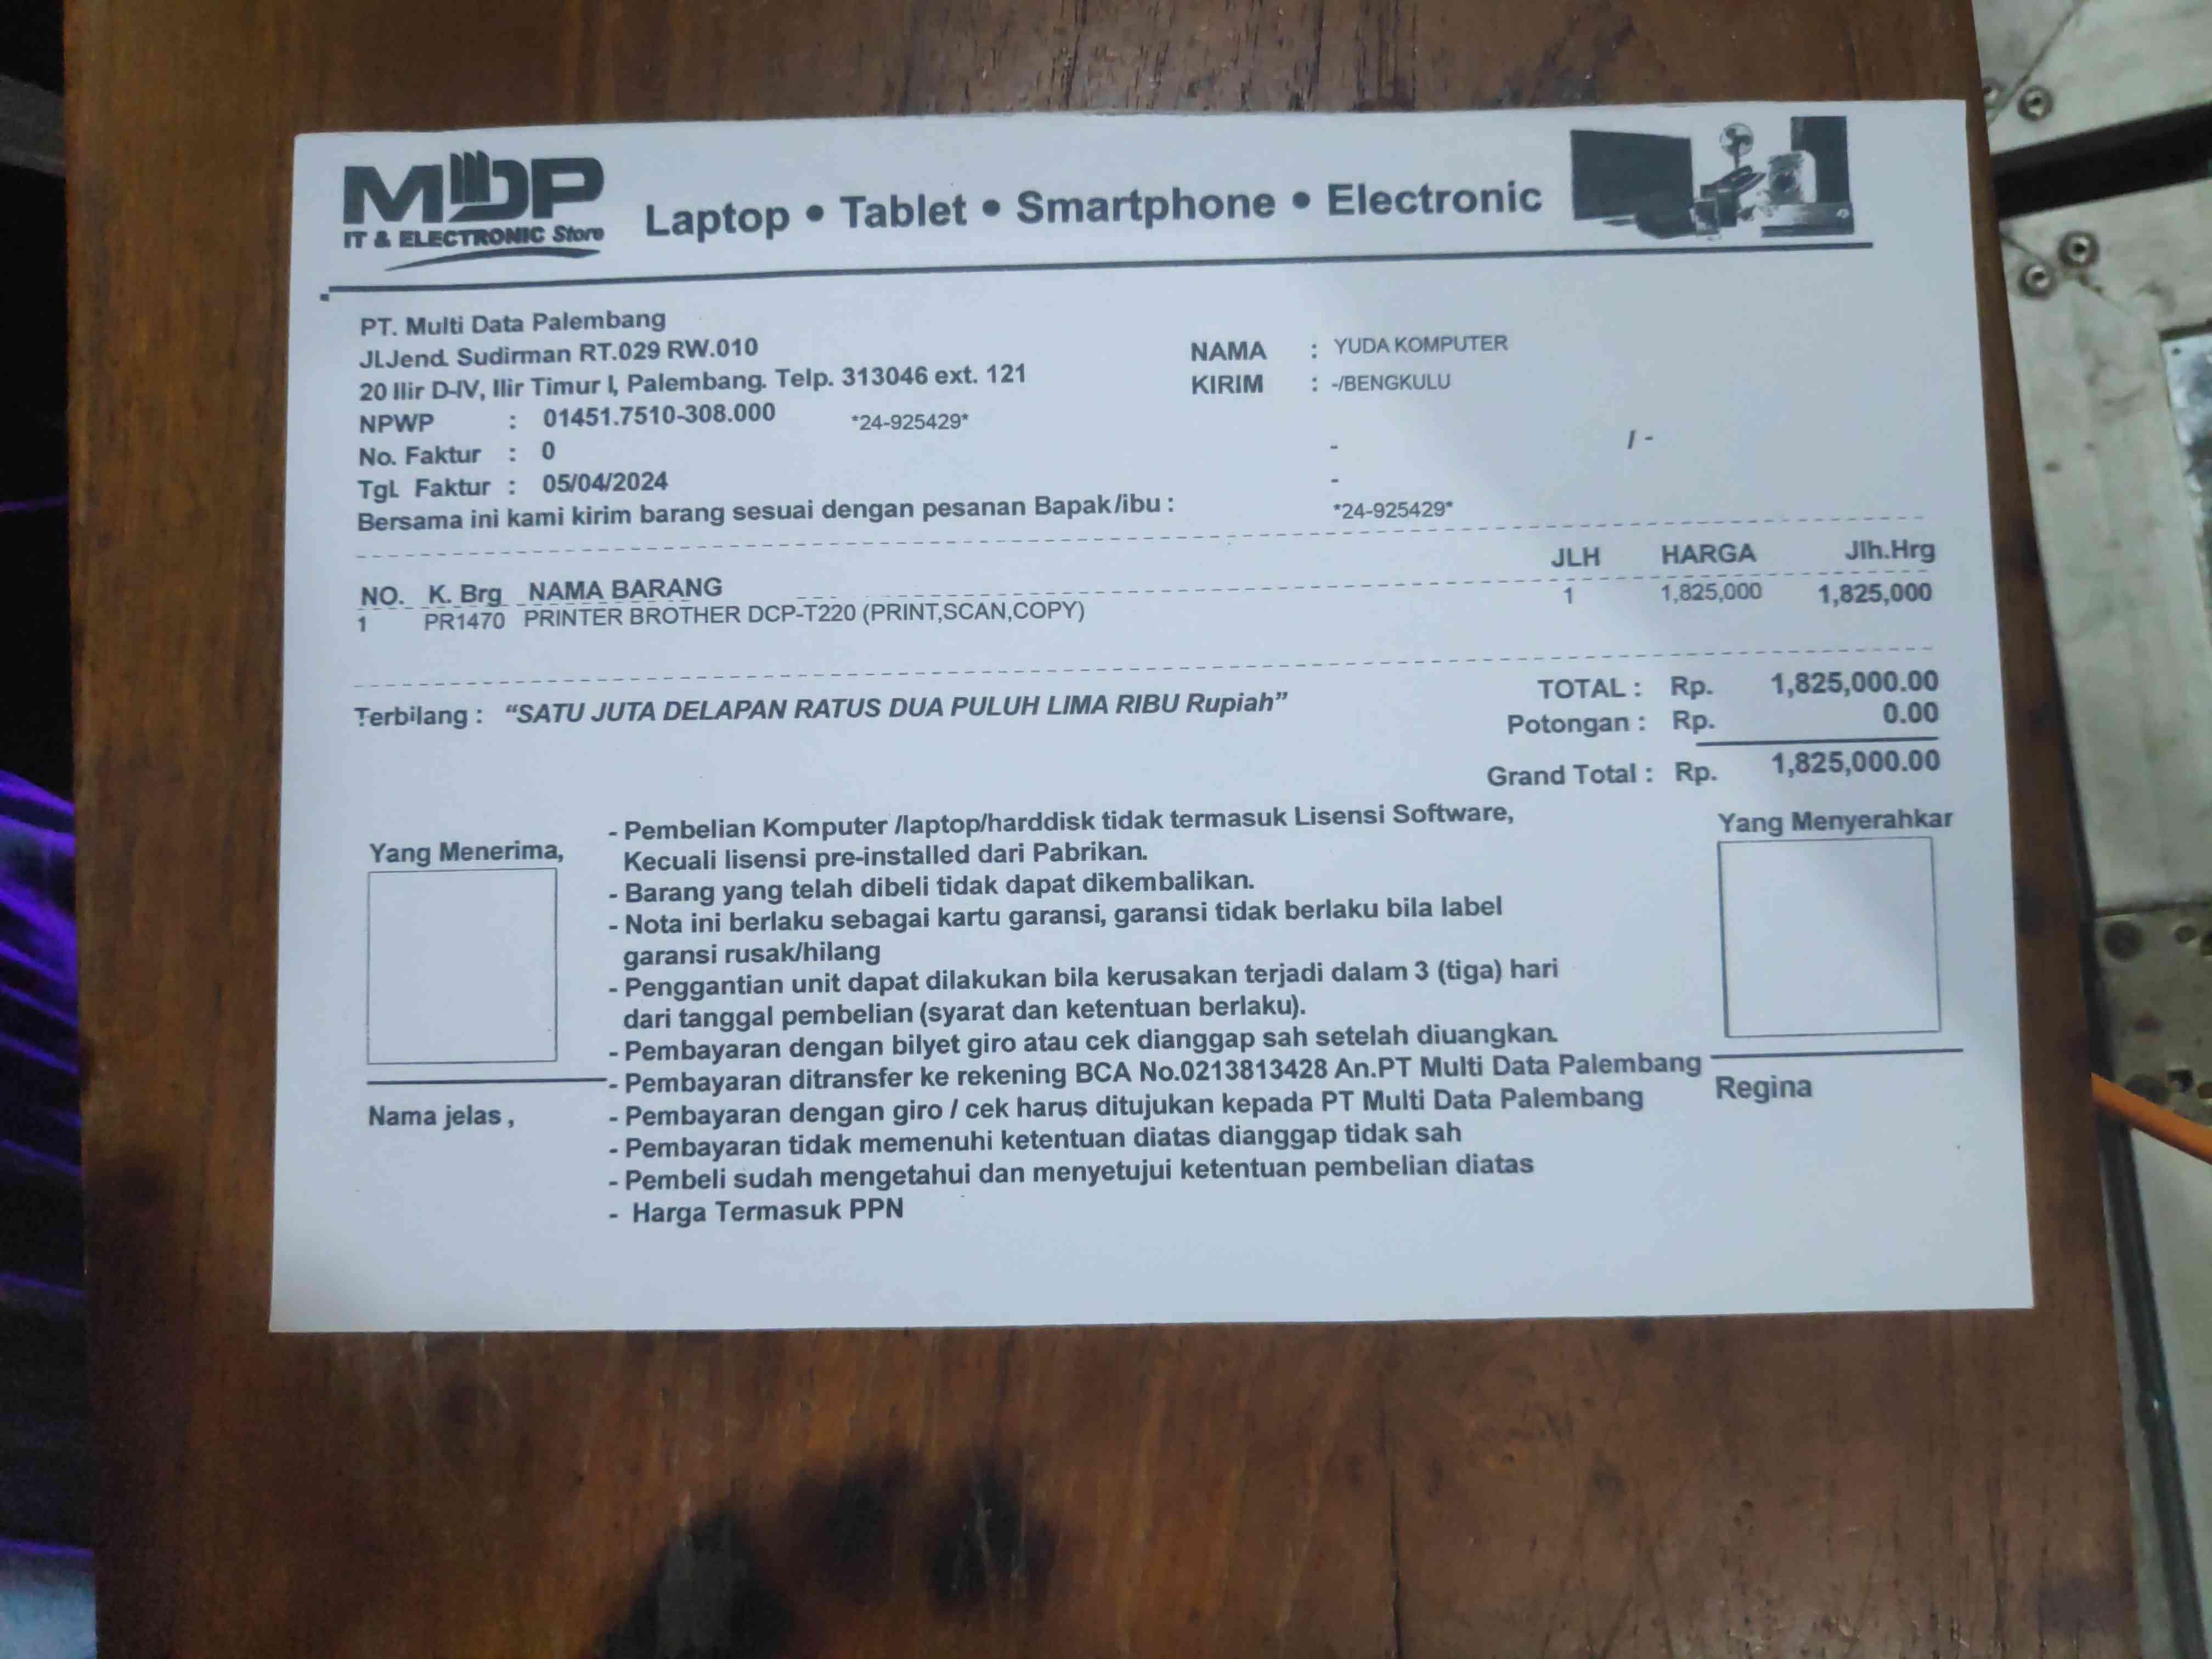 MDP
IT & ELECTRONIC Store
Laptop • Tablet • Smartphone • Electronic
PT. Multi Data Palembang
Jl.Jend. Sudirman RT.029 RW.010
20 Ilir D-IV, Ilir Timur I, Palembang. Telp. 313046 ext. 121
NPWP : 01451.7510-308.000 *24-925429*
No. Faktur : 0
Tgl. Faktur : 05/04/2024
Bersama ini kami kirim barang sesuai dengan pesanan Bapak/ibu :
NAMA : YUDA KOMPUTER
KIRIM : -/BENGKULU
- / -
-
*24-925429*
NO. K. Brg NAMA BARANG JLH HARGA Jlh.Hrg
1 PR1470 PRINTER BROTHER DCP-T220 (PRINT,SCAN,COPY) 1 1,825,000 1,825,000
Terbilang : “SATU JUTA DELAPAN RATUS DUA PULUH LIMA RIBU Rupiah”
TOTAL : Rp. 1,825,000.00
Potongan : Rp. 0.00
Grand Total : Rp. 1,825,000.00
Yang Menerima,
Nama jelas ,
- Pembelian Komputer /laptop/harddisk tidak termasuk Lisensi Software,
Kecuali lisensi pre-installed dari Pabrikan.
- Barang yang telah dibeli tidak dapat dikembalikan.
- Nota ini berlaku sebagai kartu garansi, garansi tidak berlaku bila label
garansi rusak/hilang
- Penggantian unit dapat dilakukan bila kerusakan terjadi dalam 3 (tiga) hari
dari tanggal pembelian (syarat dan ketentuan berlaku).
- Pembayaran dengan bilyet giro atau cek dianggap sah setelah diuangkan.
- Pembayaran ditransfer ke rekening BCA No.0213813428 An.PT Multi Data Palembang
- Pembayaran dengan giro / cek harus ditujukan kepada PT Multi Data Palembang
- Pembayaran tidak memenuhi ketentuan diatas dianggap tidak sah
- Pembeli sudah mengetahui dan menyetujui ketentuan pembelian diatas
- Harga Termasuk PPN
Yang Menyerahkar
Regina